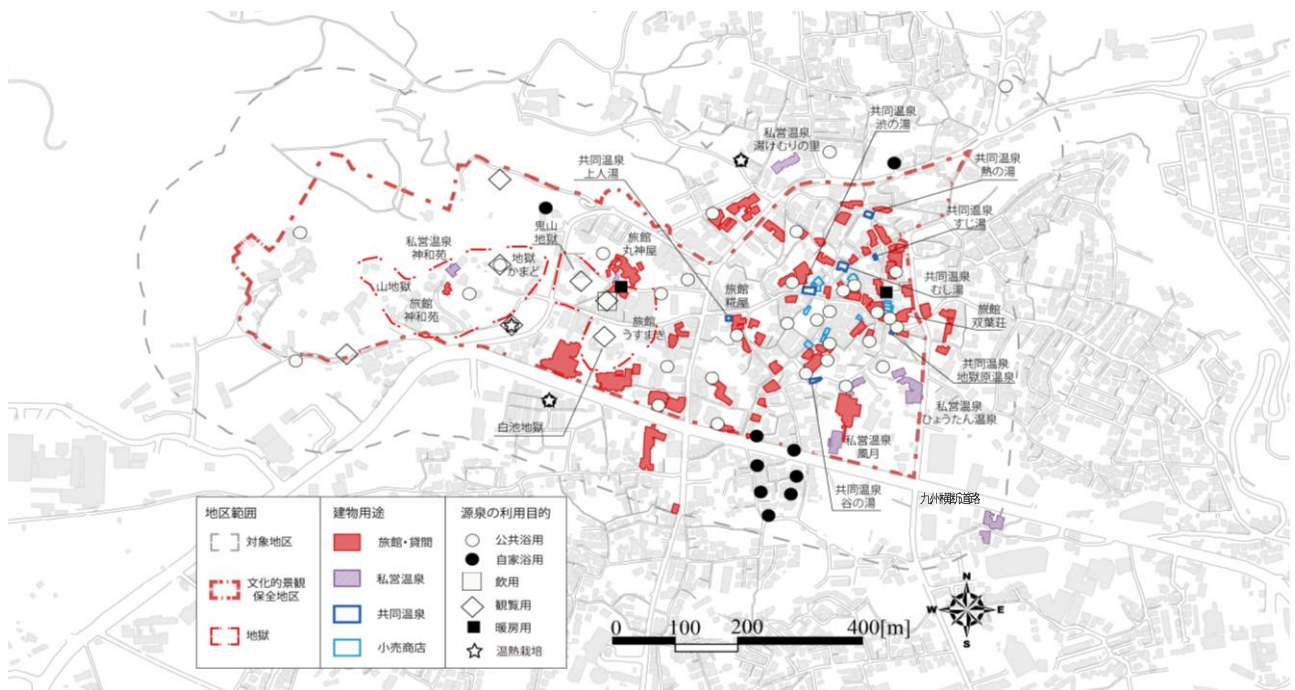 共同温泉
渋の湯
私営温泉
湯けむりの里
共同温泉
上人湯
共同温泉
熱の湯
共同温泉
すじ湯
鬼山
地獄
旅館
丸神屋
私営温泉
神和苑
地獄
かまど
山地獄
旅館
神和苑
旅館
糀屋
共同温泉
むし湯
旅館
双葉荘
旅館
うすまき
共同温泉
地獄原温泉
私営温泉
ひょうたん温泉
白池地獄
私営温泉
風月
共同温泉
谷の湯
九州横断道路
地区範囲
対象地区
文化的景観
保全地区
地獄
建物用途
旅館・貸間
私営温泉
共同温泉
小売商店
源泉の利用目的
公共浴用
自家浴用
飲用
観覧用
暖房用
温熱栽培
0 100 200 400[m]
N
W E
S